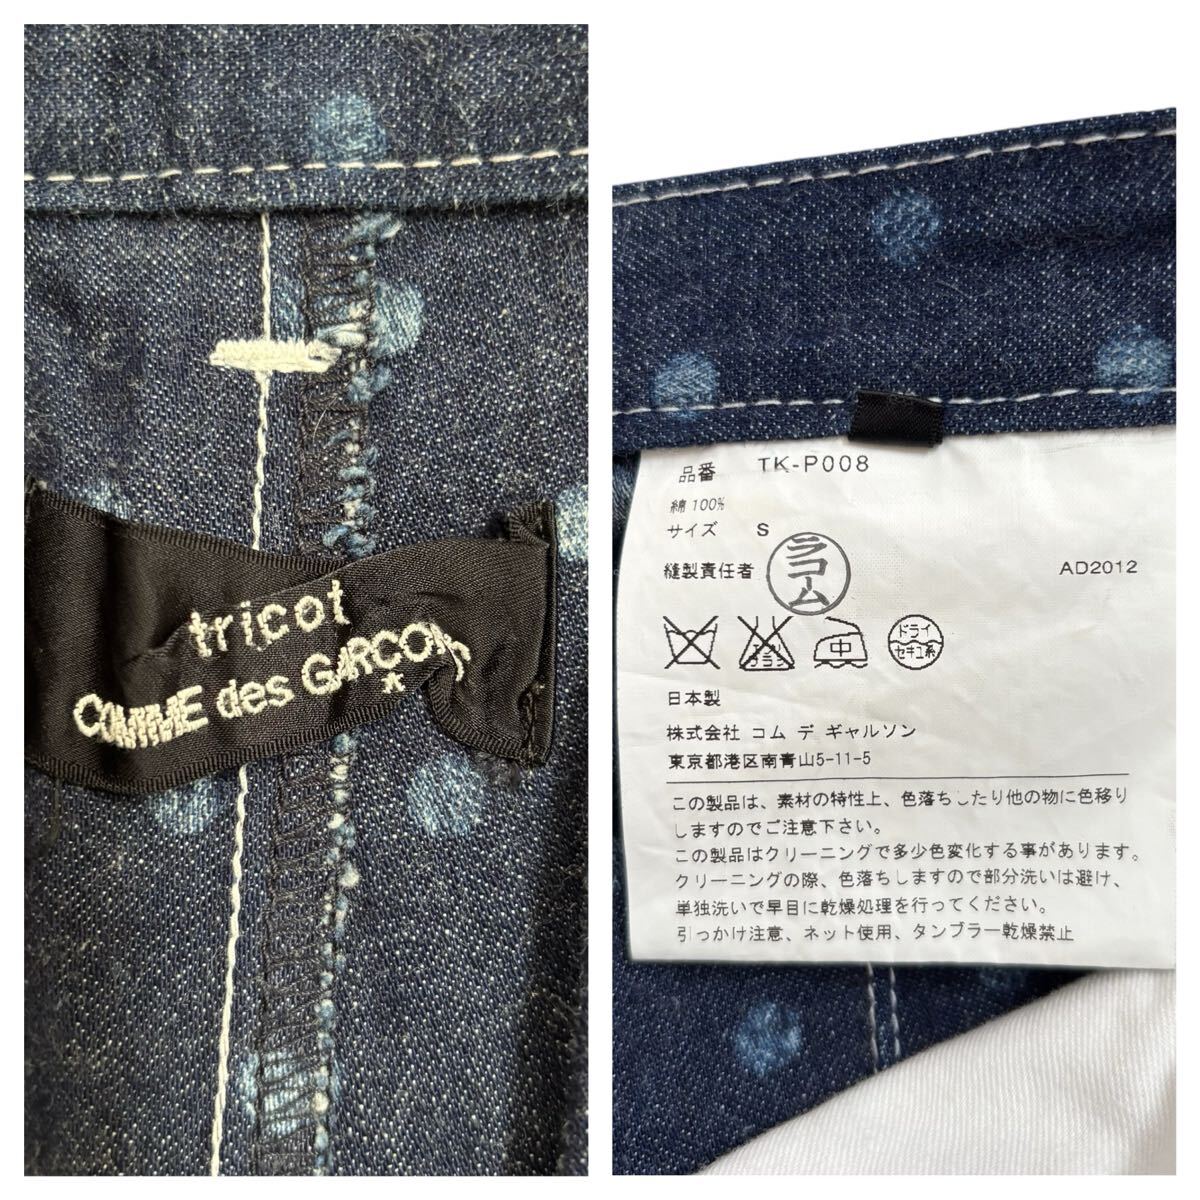 tricot
COMME des GARCONS
品番 TK-P008
綿 100%
サイズ S
縫製責任者 ラコム AD2012
ドライ
セキユ系
中
日本製
株式会社 コム デ ギャルソン
東京都港区南青山5-11-5
この製品は、素材の特性上、色落ちしたり他の物に色移り
しますのでご注意下さい。
この製品はクリーニングで多少色変化する事があります。
クリーニングの際、色落ちしますので部分洗いは避け、
単独洗いで早目に乾燥処理を行ってください。
引っかけ注意、ネット使用、タンブラー乾燥禁止